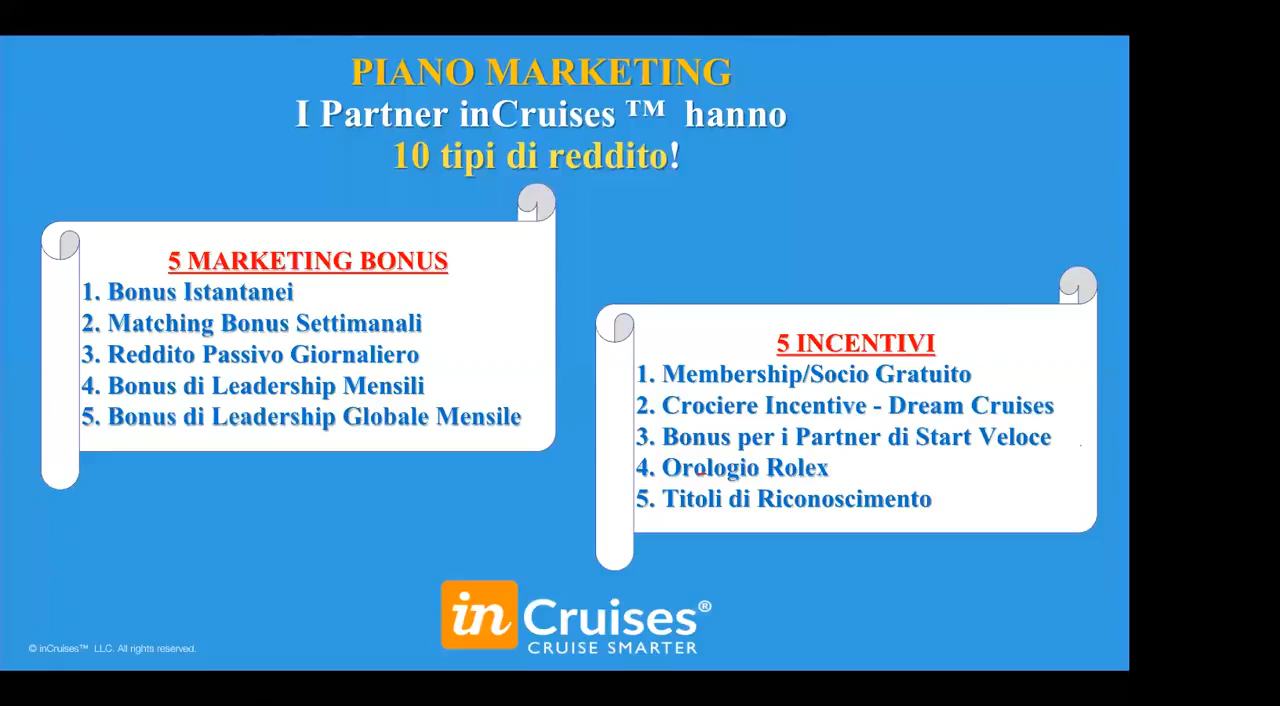 PIANO MARKETING
I Partner inCruises ™ hanno
10 tipi di reddito!
5 MARKETING BONUS
1. Bonus Istantanei
2. Matching Bonus Settimanali
3. Reddito Passivo Giornaliero
4. Bonus di Leadership Mensili
5. Bonus di Leadership Globale Mensile
5 INCENTIVI
1. Membership/Socio Gratuito
2. Crociere Incentive - Dream Cruises
3. Bonus per i Partner di Start Veloce
4. Orologio Rolex
5. Titoli di Riconoscimento
in Cruises®
CRUISE SMARTER
© inCruises™ LLC. All rights reserved.